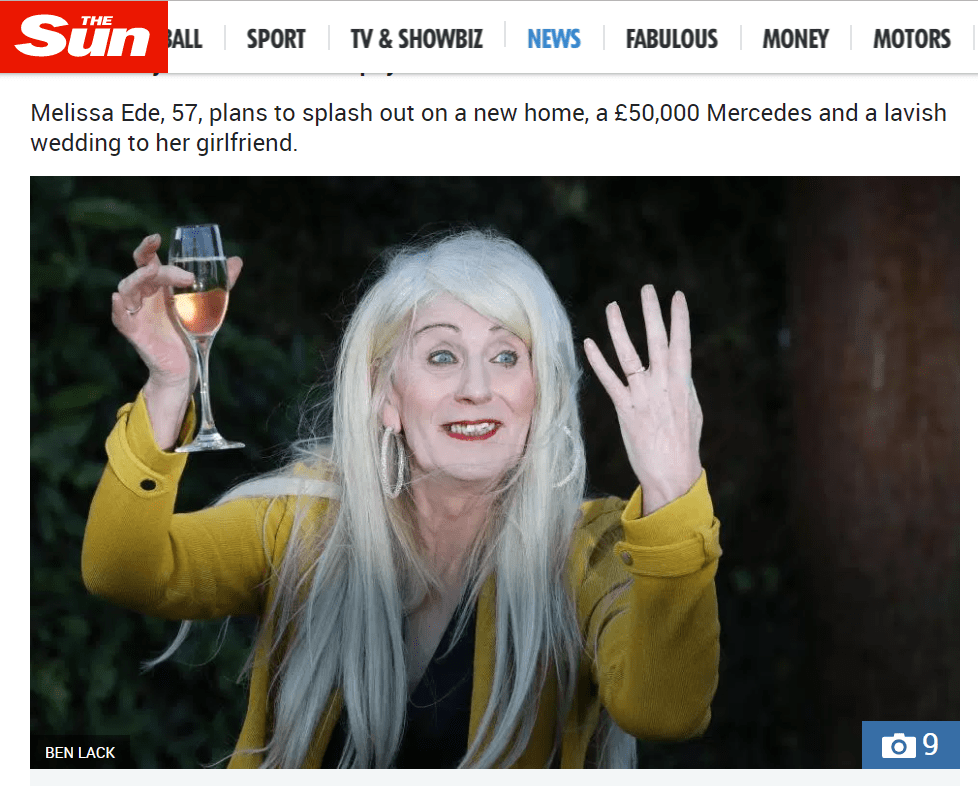 THE
Sun
BALL SPORT TV & SHOWBIZ NEWS FABULOUS MONEY MOTORS
Melissa Ede, 57, plans to splash out on a new home, a £50,000 Mercedes and a lavish
wedding to her girlfriend.
BEN LACK
9